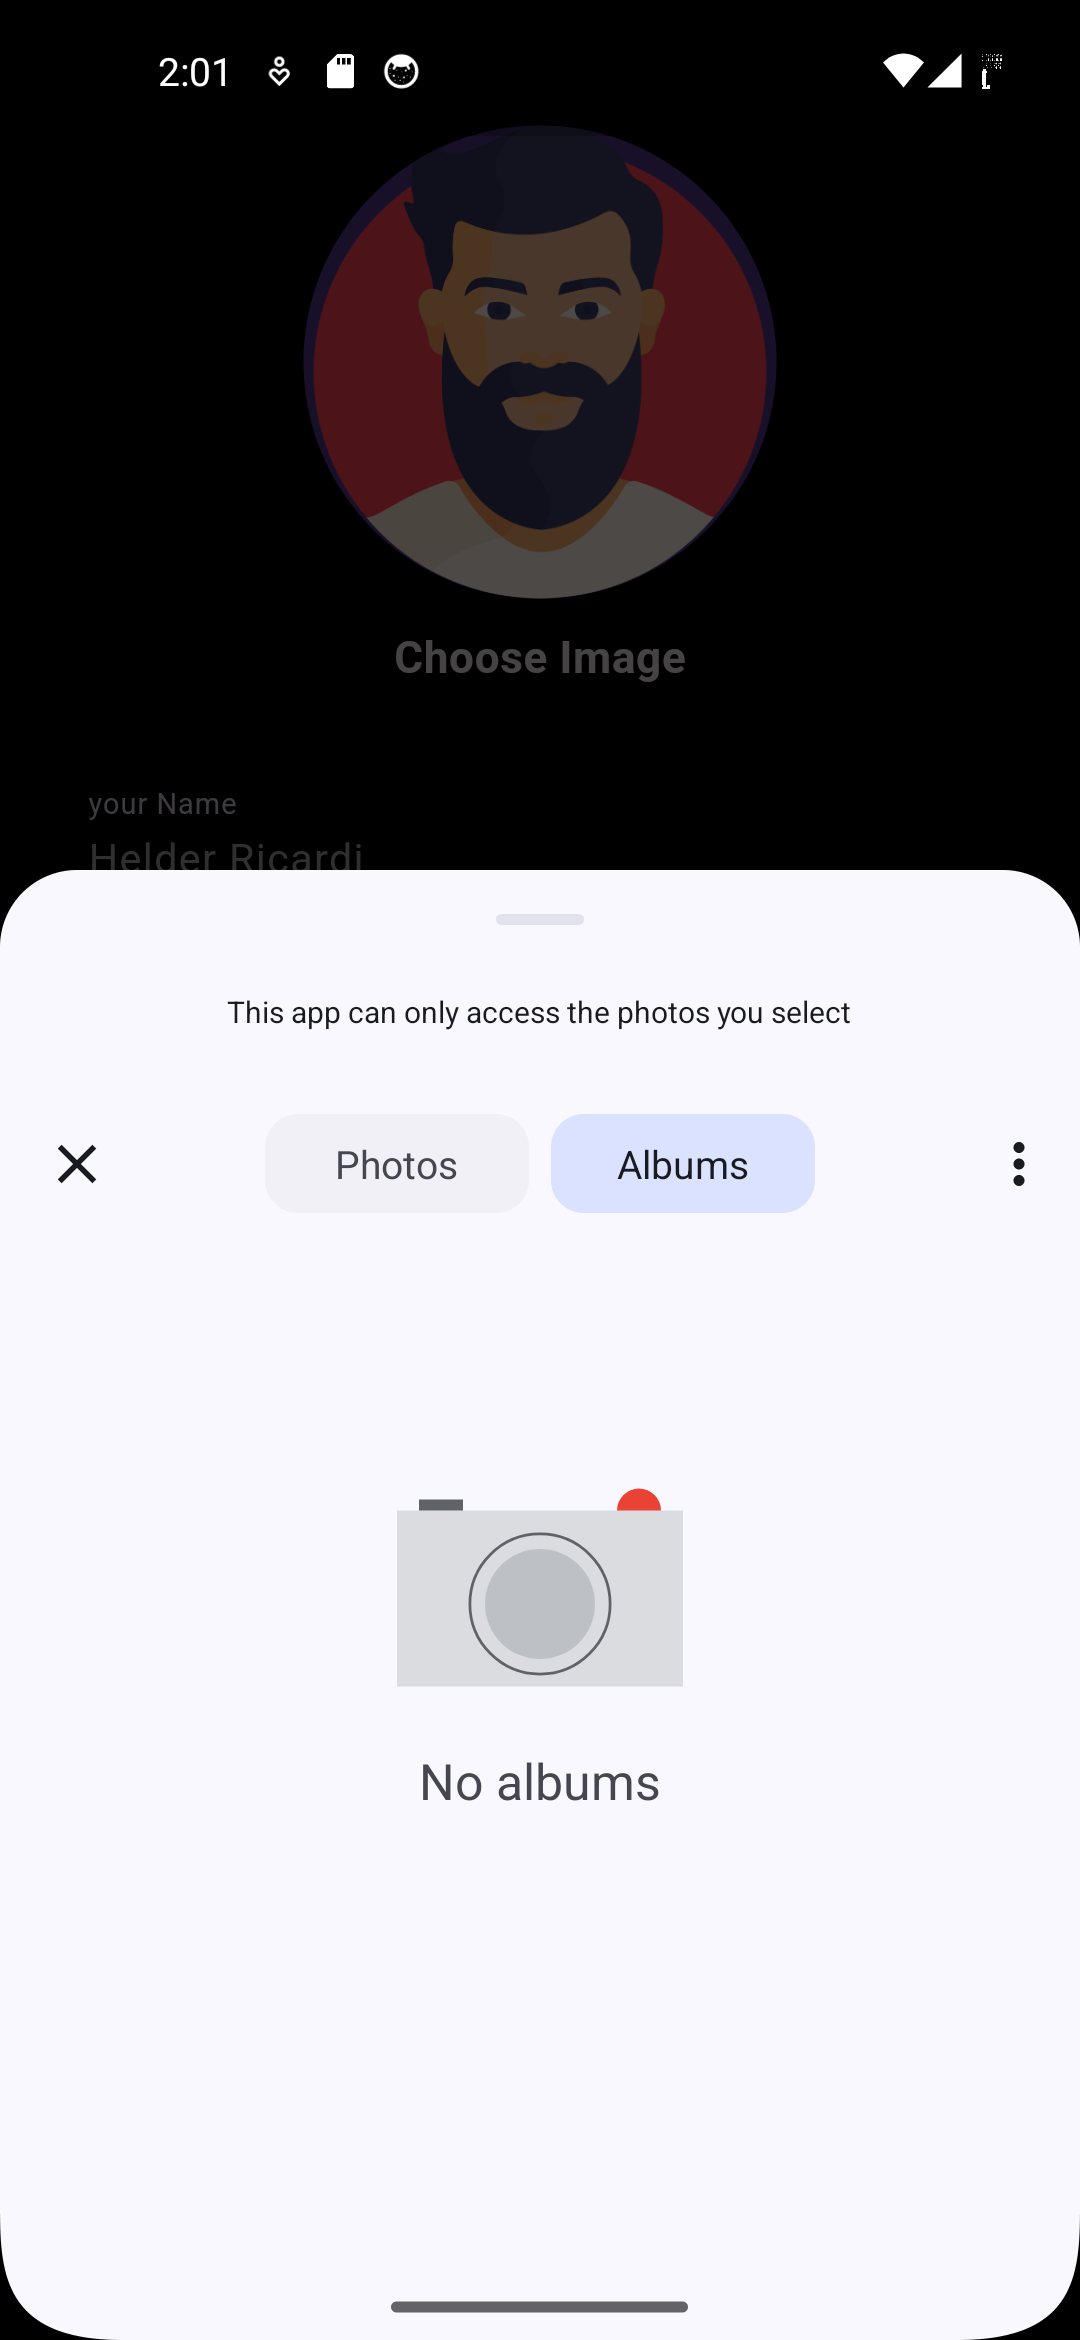 2:01
Choose Image
your Name
Helder Ricardi
This app can only access the photos you select
Photos
Albums
No albums